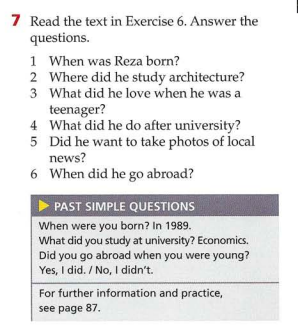 7 Read the text in Exercise 6. Answer the
questions.
1 When was Reza born?
2 Where did he study architecture?
3 What did he love when he was a
teenager?
4 What did he do after university?
5 Did he want to take photos of local
news?
6 When did he go abroad?
▶ PAST SIMPLE QUESTIONS
When were you born? In 1989.
What did you study at university? Economics.
Did you go abroad when you were young?
Yes, I did. / No, I didn't.
For further information and practice,
see page 87.